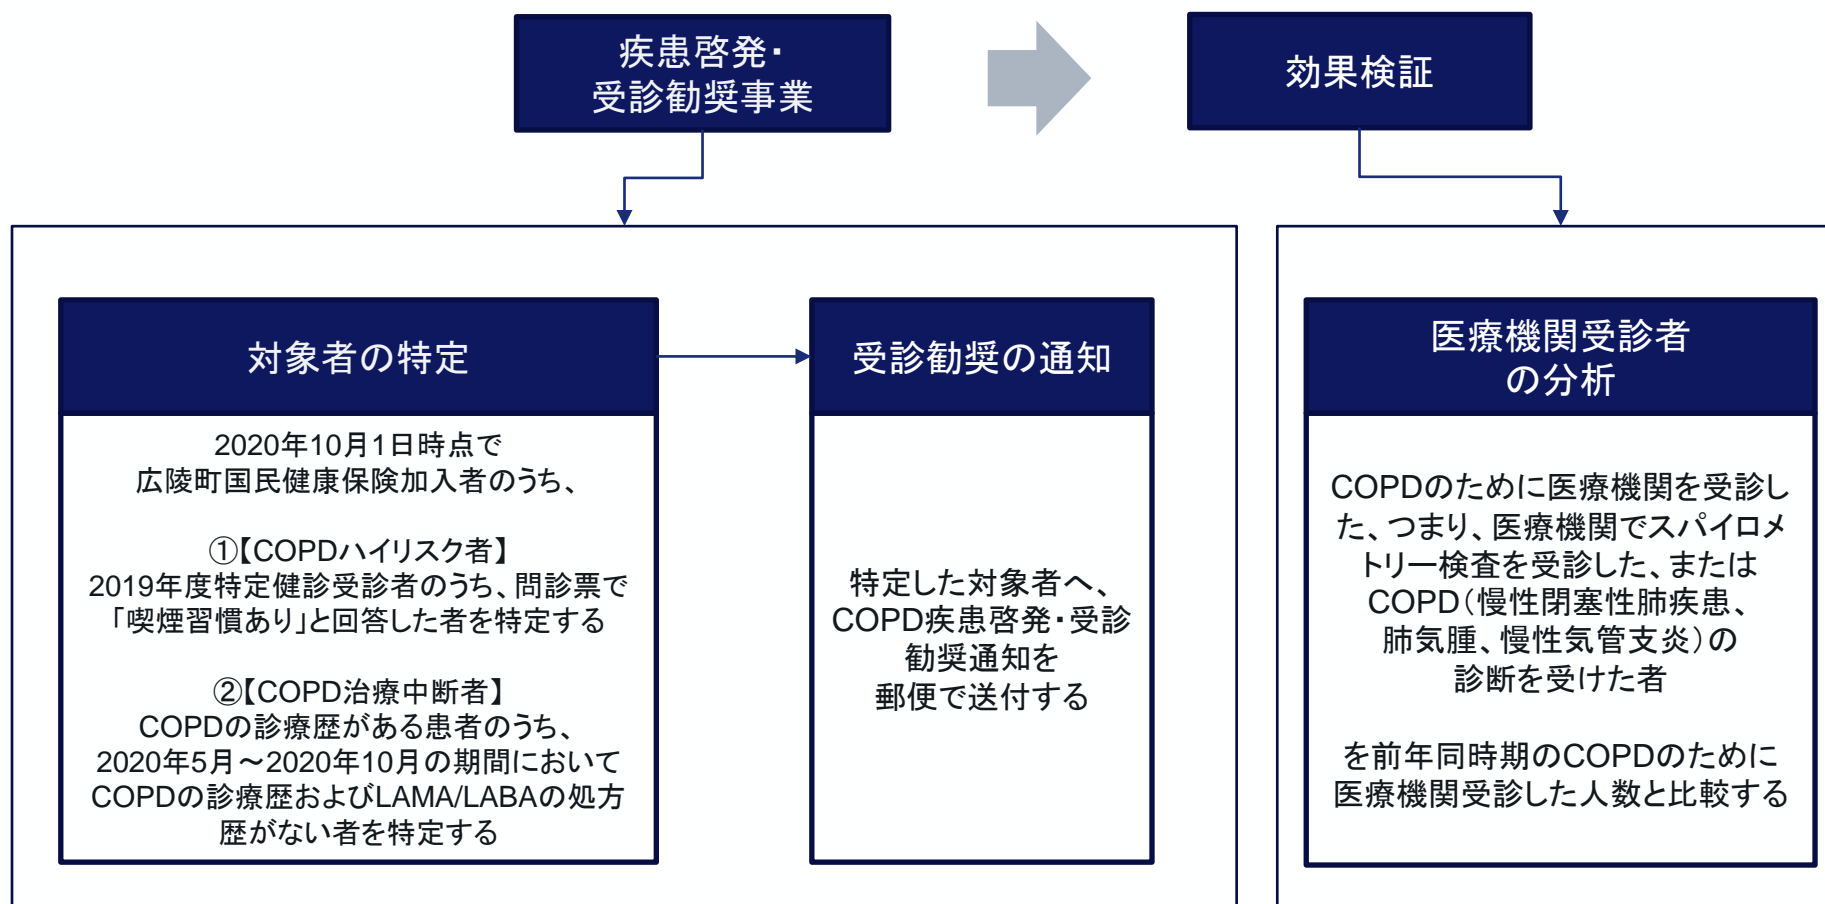 疾患啓発・
受診勧奨事業
効果検証
対象者の特定
2020年10月1日時点で
広陵町国民健康保険加入者のうち、
①【COPDハイリスク者】
2019年度特定健診受診者のうち、問診票で
「喫煙習慣あり」と回答した者を特定する
②【COPD治療中断者】
COPDの診療歴がある患者のうち、
2020年5月～2020年10月の期間において
COPDの診療歴およびLAMA/LABAの処方
歴がない者を特定する
受診勧奨の通知
特定した対象者へ、
COPD疾患啓発・受診
勧奨通知を
郵便で送付する
医療機関受診者
の分析
COPDのために医療機関を受診し
た、つまり、医療機関でスパイロメ
トリー検査を受診した、または
COPD（慢性閉塞性肺疾患、
肺気腫、慢性気管支炎）の
診断を受けた者
を前年同時期のCOPDのために
医療機関受診した人数と比較する